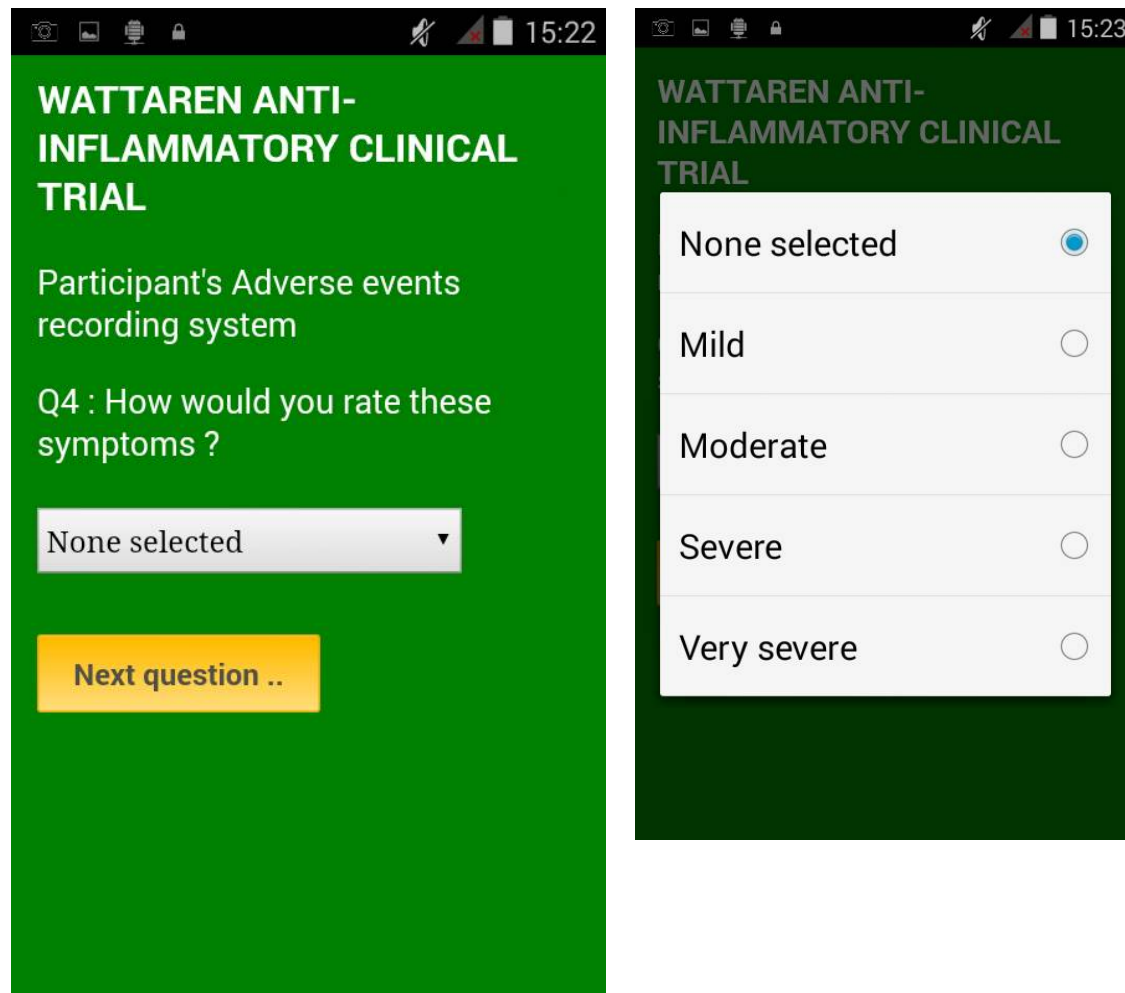 15:22
WATTAREN ANTI-
INFLAMMATORY CLINICAL
TRIAL
Participant's Adverse events
recording system
Q4 : How would you rate these
symptoms ?
None selected
Next question ..
15:23
WATTAREN ANTI-
INFLAMMATORY CLINICAL
TRIAL
None selected
Mild
Moderate
Severe
Very severe